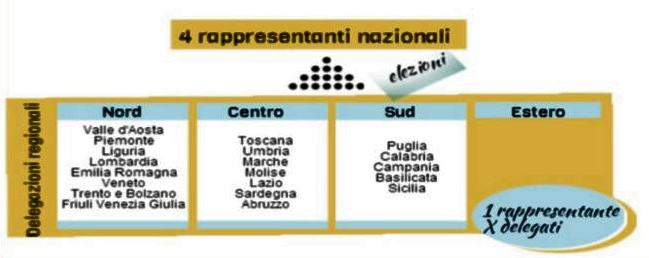 4 rappresentanti nazionali
elezioni
Delegazioni regionali
Nord
Valle d'Aosta
Piemonte
Liguria
Lombardia
Emilia Romagna
Veneto
Trento e Bolzano
Friuli Venezia Giulia
Centro
Toscana
Umbria
Marche
Molise
Lazio
Sardegna
Abruzzo
Sud
Puglia
Calabria
Campania
Basilicata
Sicilia
Estero
1 rappresentante
X delegati